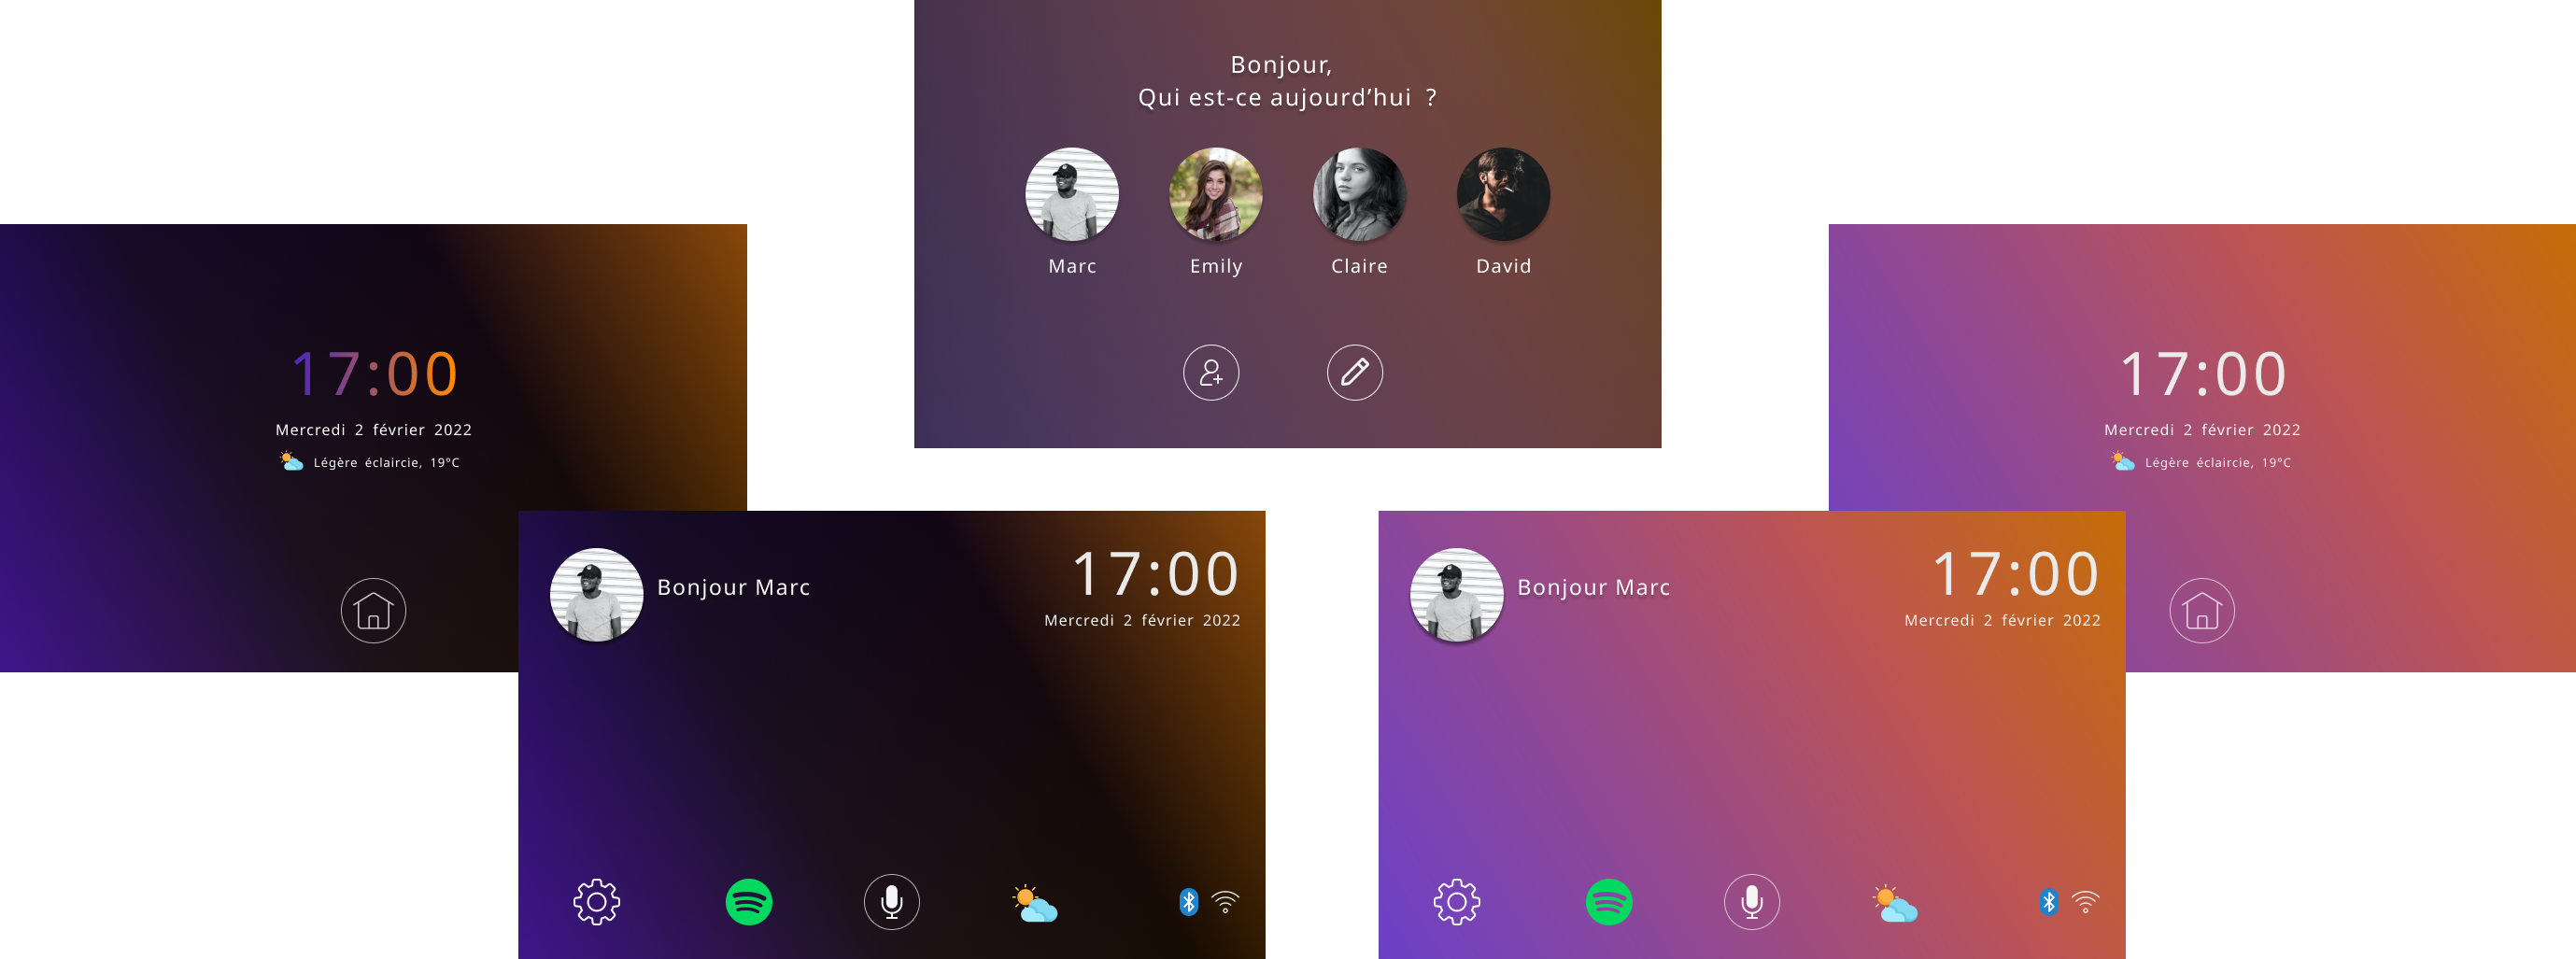 Bonjour,
Qui est-ce aujourd’hui ?
Marc
Emily
Claire
David
17:00
Mercredi 2 février 2022
Légère éclaircie, 19°C
17:00
Mercredi 2 février 2022
Légère éclaircie, 19°C
Bonjour Marc
17:00
Mercredi 2 février 2022
Bonjour Marc
17:00
Mercredi 2 février 2022